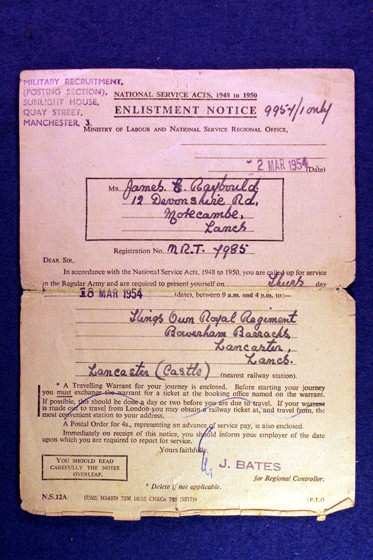 MILITARY RECRUITMENT,
(POSTING SECTION),
SUNLIGHT HOUSE,
QUAY STREET,
MANCHESTER, 3.
NATIONAL SERVICE ACTS, 1948 to 1950
ENLISTMENT NOTICE 9954/1 only
MINISTRY OF LABOUR AND NATIONAL SERVICE REGIONAL OFFICE,
2 MAR 1954 (Date)
MR. James E. Raybould,
12 Devonshire Rd,
Morecambe,
Lancs
Registration No. M.R.T. 7985
DEAR SIR,
In accordance with the National Service Acts, 1948 to 1950, you are called up for service
in the Regular Army and are required to present yourself on Thurs day
18 MAR 1954 (date), between 9 a.m. and 4 p.m. to:—
Kings Own Royal Regiment
Bowerham Barracks
Lancaster,
Lancs.
Lancaster (Castle) (nearest railway station).
* A Travelling Warrant for your journey is enclosed. Before starting your journey
you must exchange the warrant for a ticket at the booking office named on the warrant.
If possible, this should be done a day or two before you are due to travel. If your warrant
is made out to travel from London you may obtain a railway ticket at, and travel from, the
most convenient station to your address.
A Postal Order for 4s., representing an advance of service pay, is also enclosed.
Immediately on receipt of this notice, you should inform your employer of the date
upon which you are required to report for service.
Yours faithfully,
J. BATES
for Regional Controller.
YOU SHOULD READ
CAREFULLY THE NOTES
OVERLEAF.
* Delete if not applicable.
N.S.12A [P.T.O